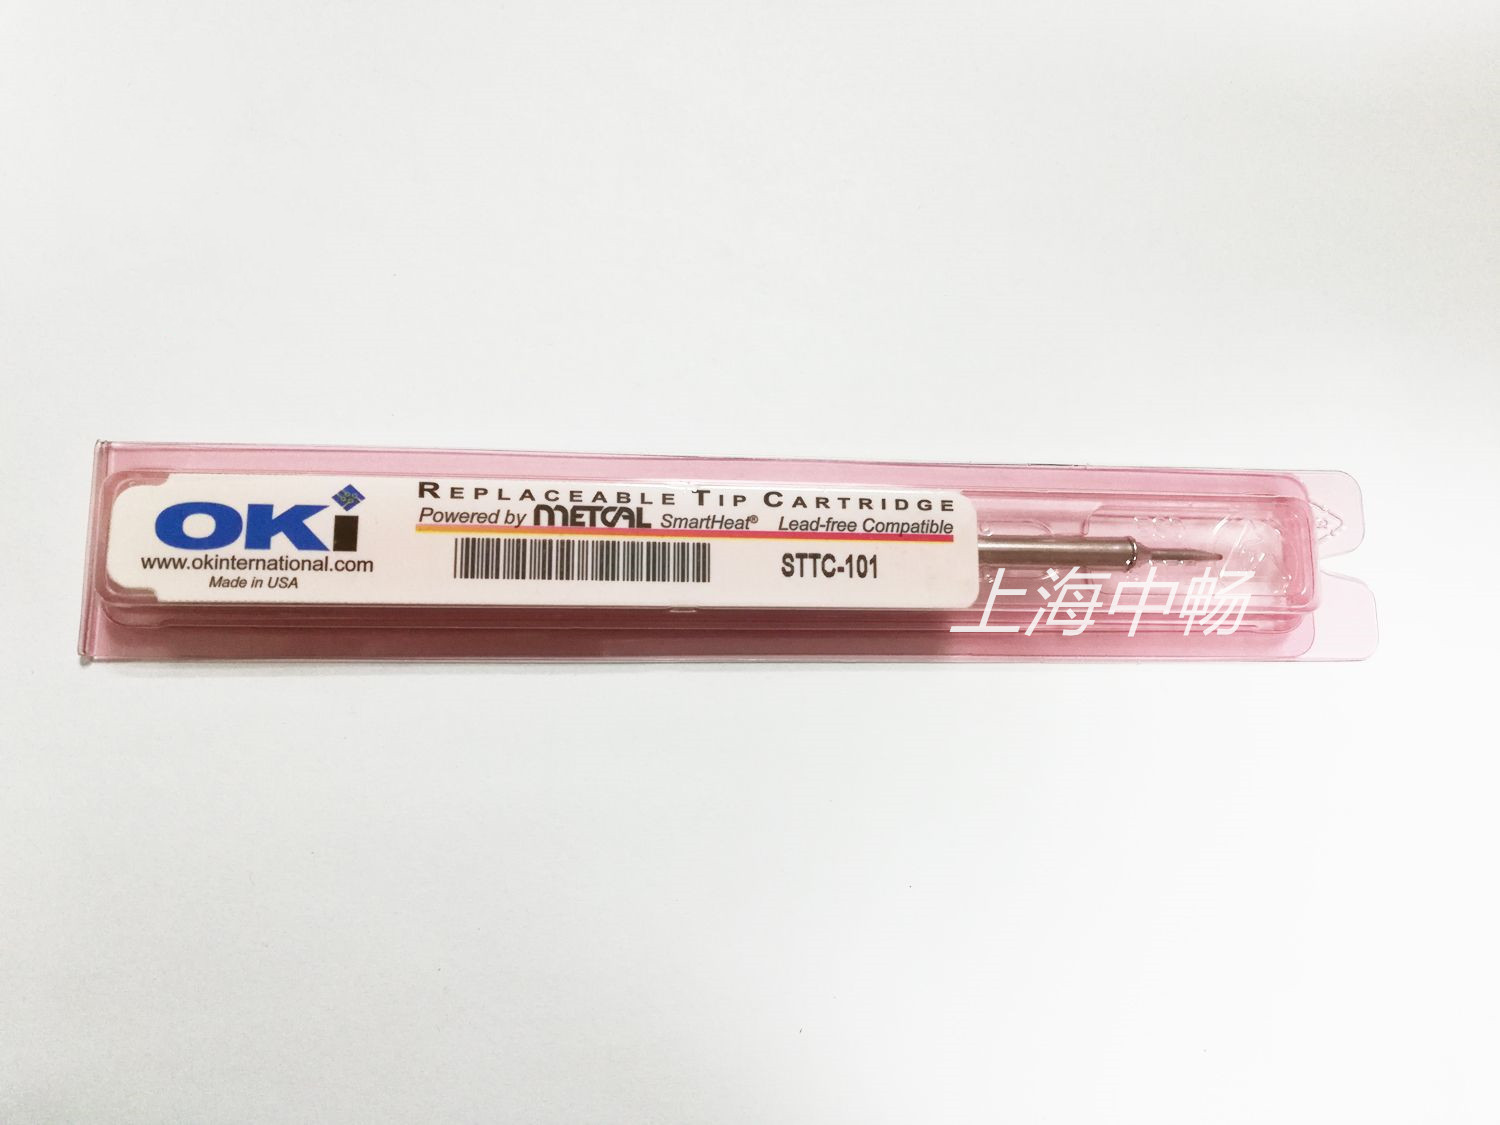 OKi
www.okinternational.com
Made in USA
REPLACEABLE TIP CARTRIDGE
Powered by METCAL SmartHeat® Lead-free Compatible
STTC-101
上海中畅